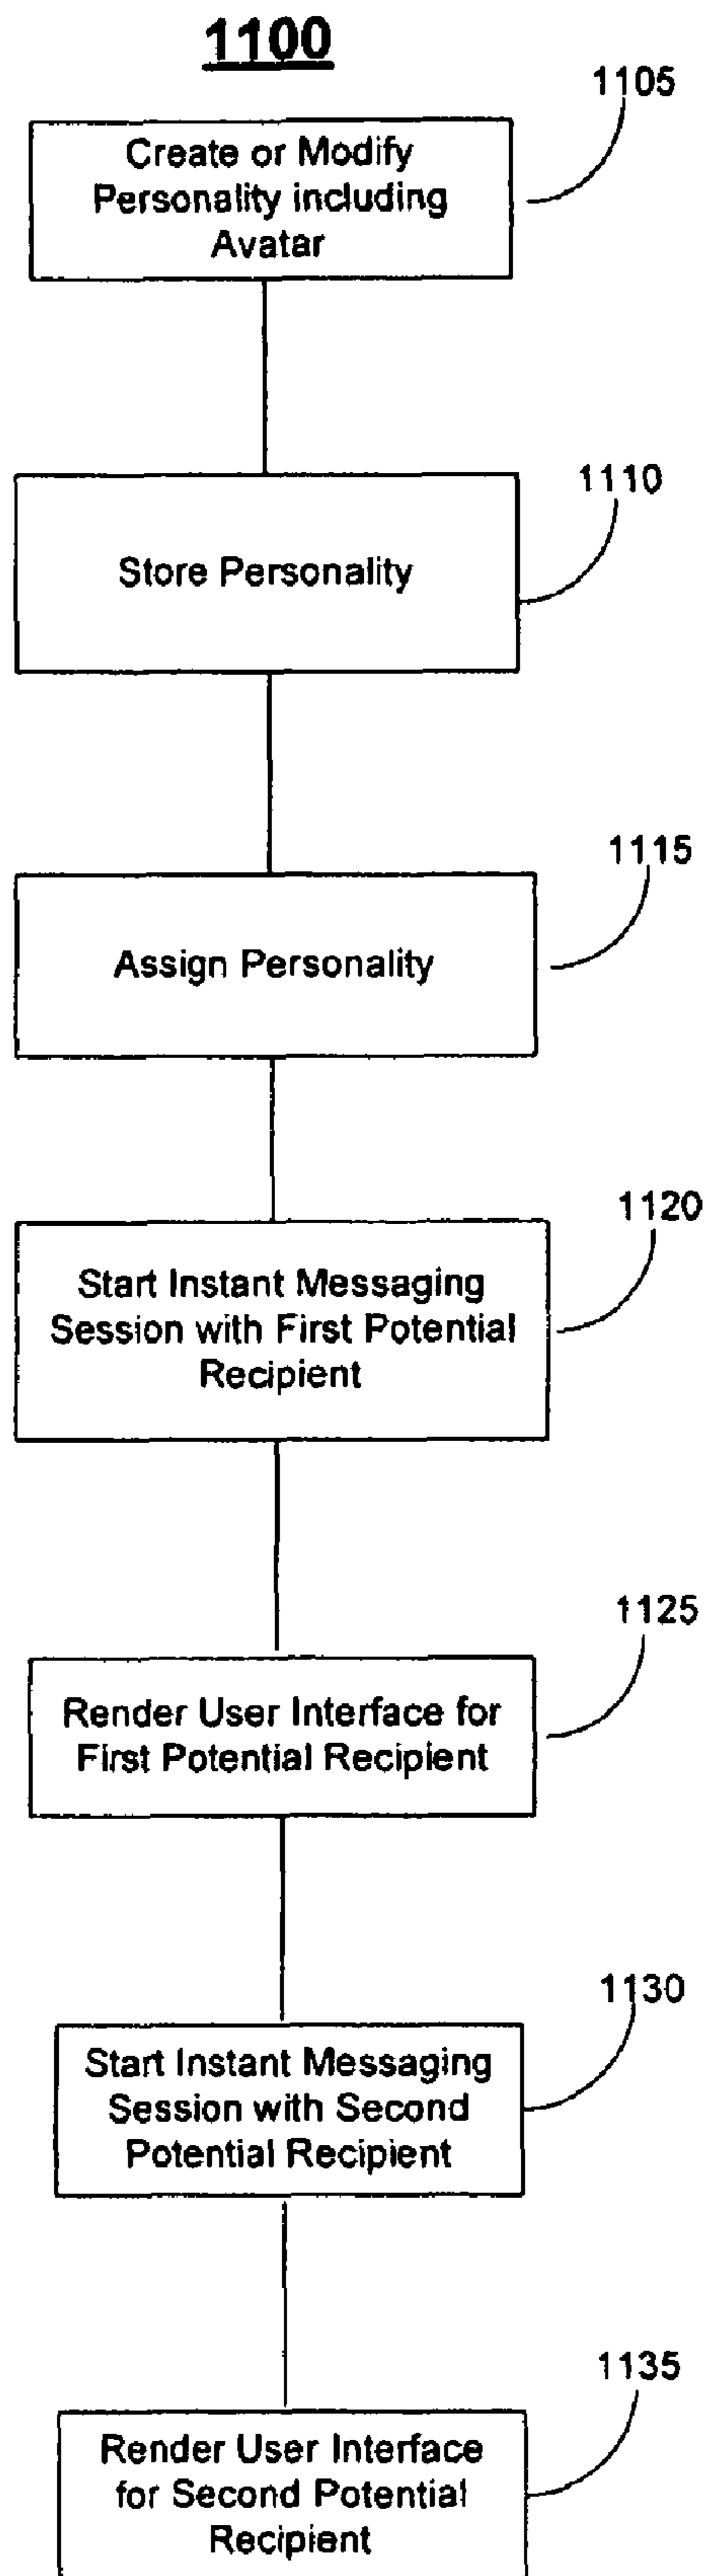 1100
1105
Create or Modify
Personality including
Avatar
1110
Store Personality
1115
Assign Personality
1120
Start Instant Messaging
Session with First Potential
Recipient
1125
Render User Interface for
First Potential Recipient
1130
Start Instant Messaging
Session with Second
Potential Recipient
1135
Render User Interface
for Second Potential
Recipient